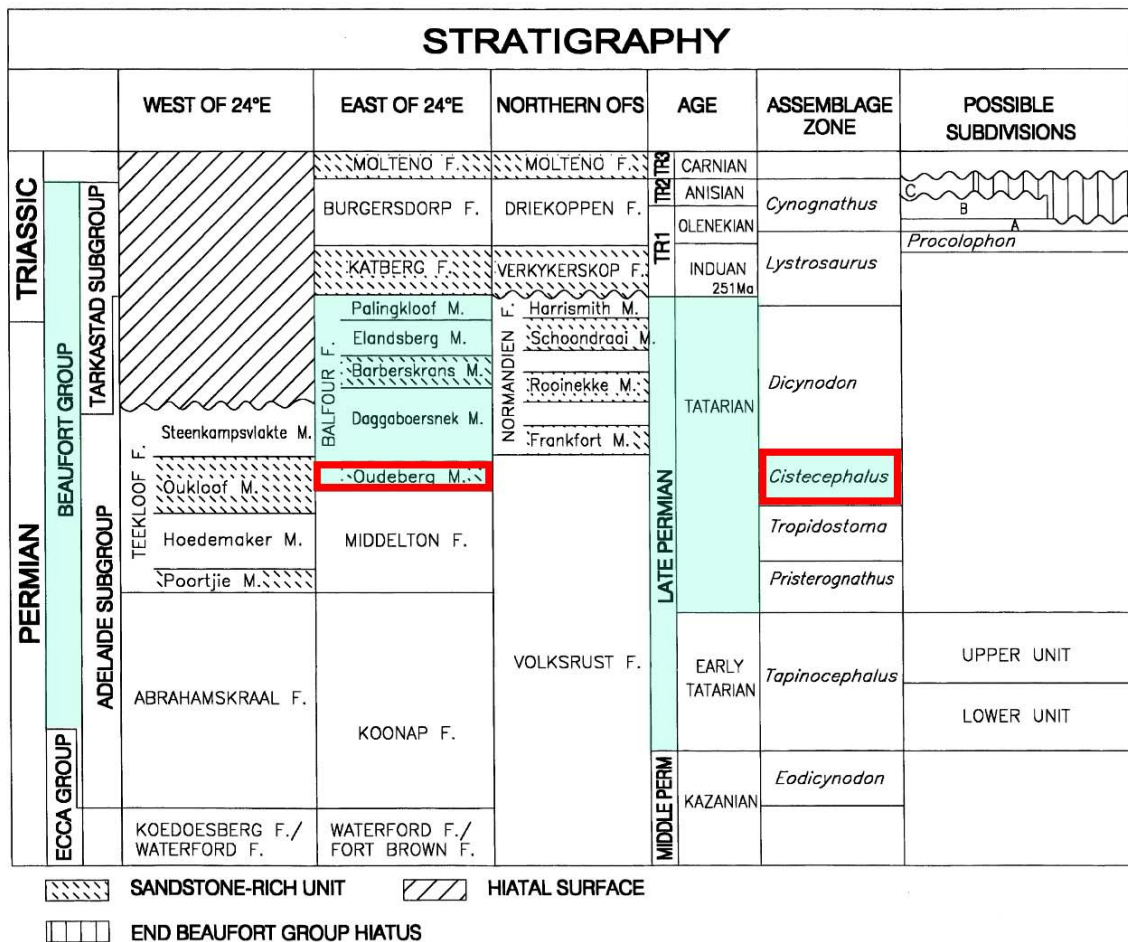 STRATIGRAPHY
WEST OF 24°E
EAST OF 24°E
NORTHERN OFS
AGE
ASSEMBLAGE
ZONE
POSSIBLE
SUBDIVISIONS
TRIASSIC
PERMIAN
BEAUFORT GROUP
ECCA GROUP
TARKASTAD SUBGROUP
ADELAIDE SUBGROUP
TEEKLOOF F.
Steenkampsvlakte M.
Oukloof M.
Hoedemaker M.
Poortjie M.
ABRAHAMSKRAAL F.
KOEDOESBERG F./
WATERFORD F.
MOLTENO F.
BURGERSDORP F.
KATBERG F.
BALFOUR F.
Palingkloof M.
Elandsberg M.
Barberskrans M.
Daggaboersnek M.
Oudeberg M.
MIDDELTON F.
KOONAP F.
WATERFORD F./
FORT BROWN F.
MOLTENO F.
DRIEKOPPEN F.
VERKYKERSKOP F.
NORMANDIEN F.
Harrismith M.
Schoondraai M.
Rooinekke M.
Frankfort M.
VOLKSRUST F.
TR3
TR2
TR1
LATE PERMIAN
MIDDLE PERM
CARNIAN
ANISIAN
OLENEKIAN
INDUAN
251Ma
TATARIAN
EARLY
TATARIAN
KAZANIAN
Cynognathus
Lystrosaurus
Dicynodon
Cistecephalus
Tropidostoma
Pristerognathus
Tapinocephalus
Eodicynodon
C
B
A
Procolophon
UPPER UNIT
LOWER UNIT
SANDSTONE-RICH UNIT
HIATAL SURFACE
END BEAUFORT GROUP HIATUS